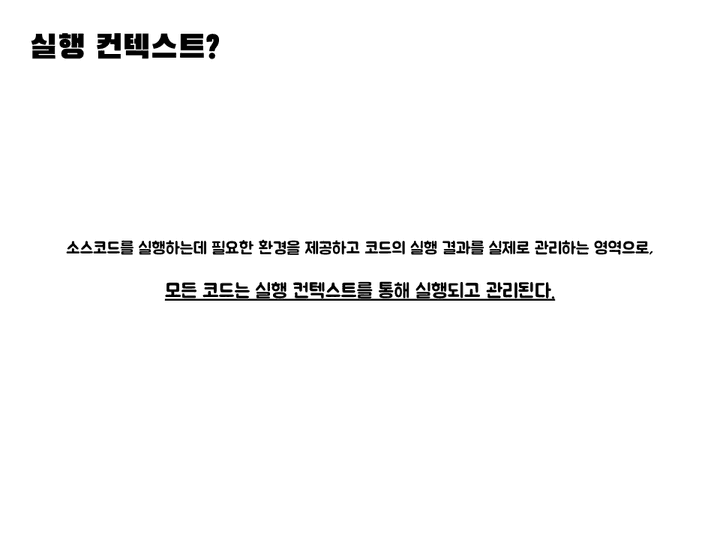 실행 컨텍스트?
소스코드를 실행하는데 필요한 환경을 제공하고 코드의 실행 결과를 실제로 관리하는 영역으로,
모든 코드는 실행 컨텍스트를 통해 실행되고 관리된다.